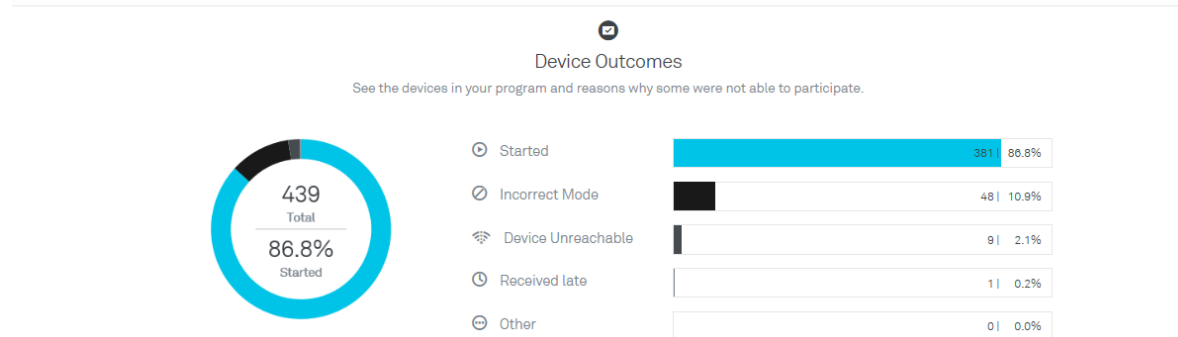 Device Outcomes
See the devices in your program and reasons why some were not able to participate.
439
Total
86.8%
Started
Started 381 | 86.8%
Incorrect Mode 48 | 10.9%
Device Unreachable 9 | 2.1%
Received late 1 | 0.2%
Other 0 | 0.0%